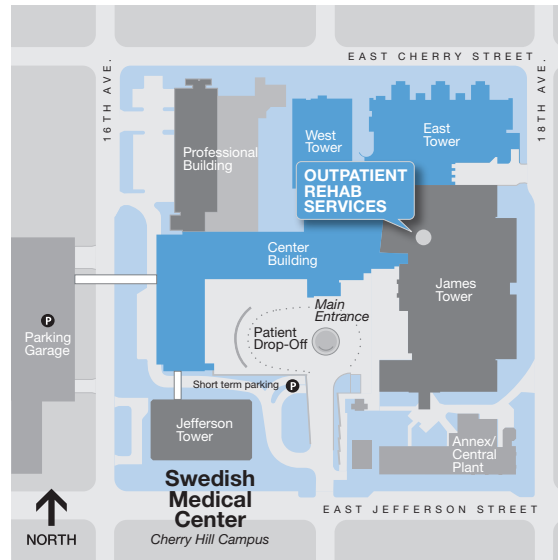 EAST CHERRY STREET
16TH AVE.
18TH AVE.
Professional
Building
West
Tower
East
Tower
OUTPATIENT
REHAB
SERVICES
Center
Building
James
Tower
Main
Entrance
Patient
Drop-Off
P
Parking
Garage
Short term parking P
Jefferson
Tower
Annex/
Central
Plant
Swedish
Medical
Center
Cherry Hill Campus
EAST JEFFERSON STREET
NORTH